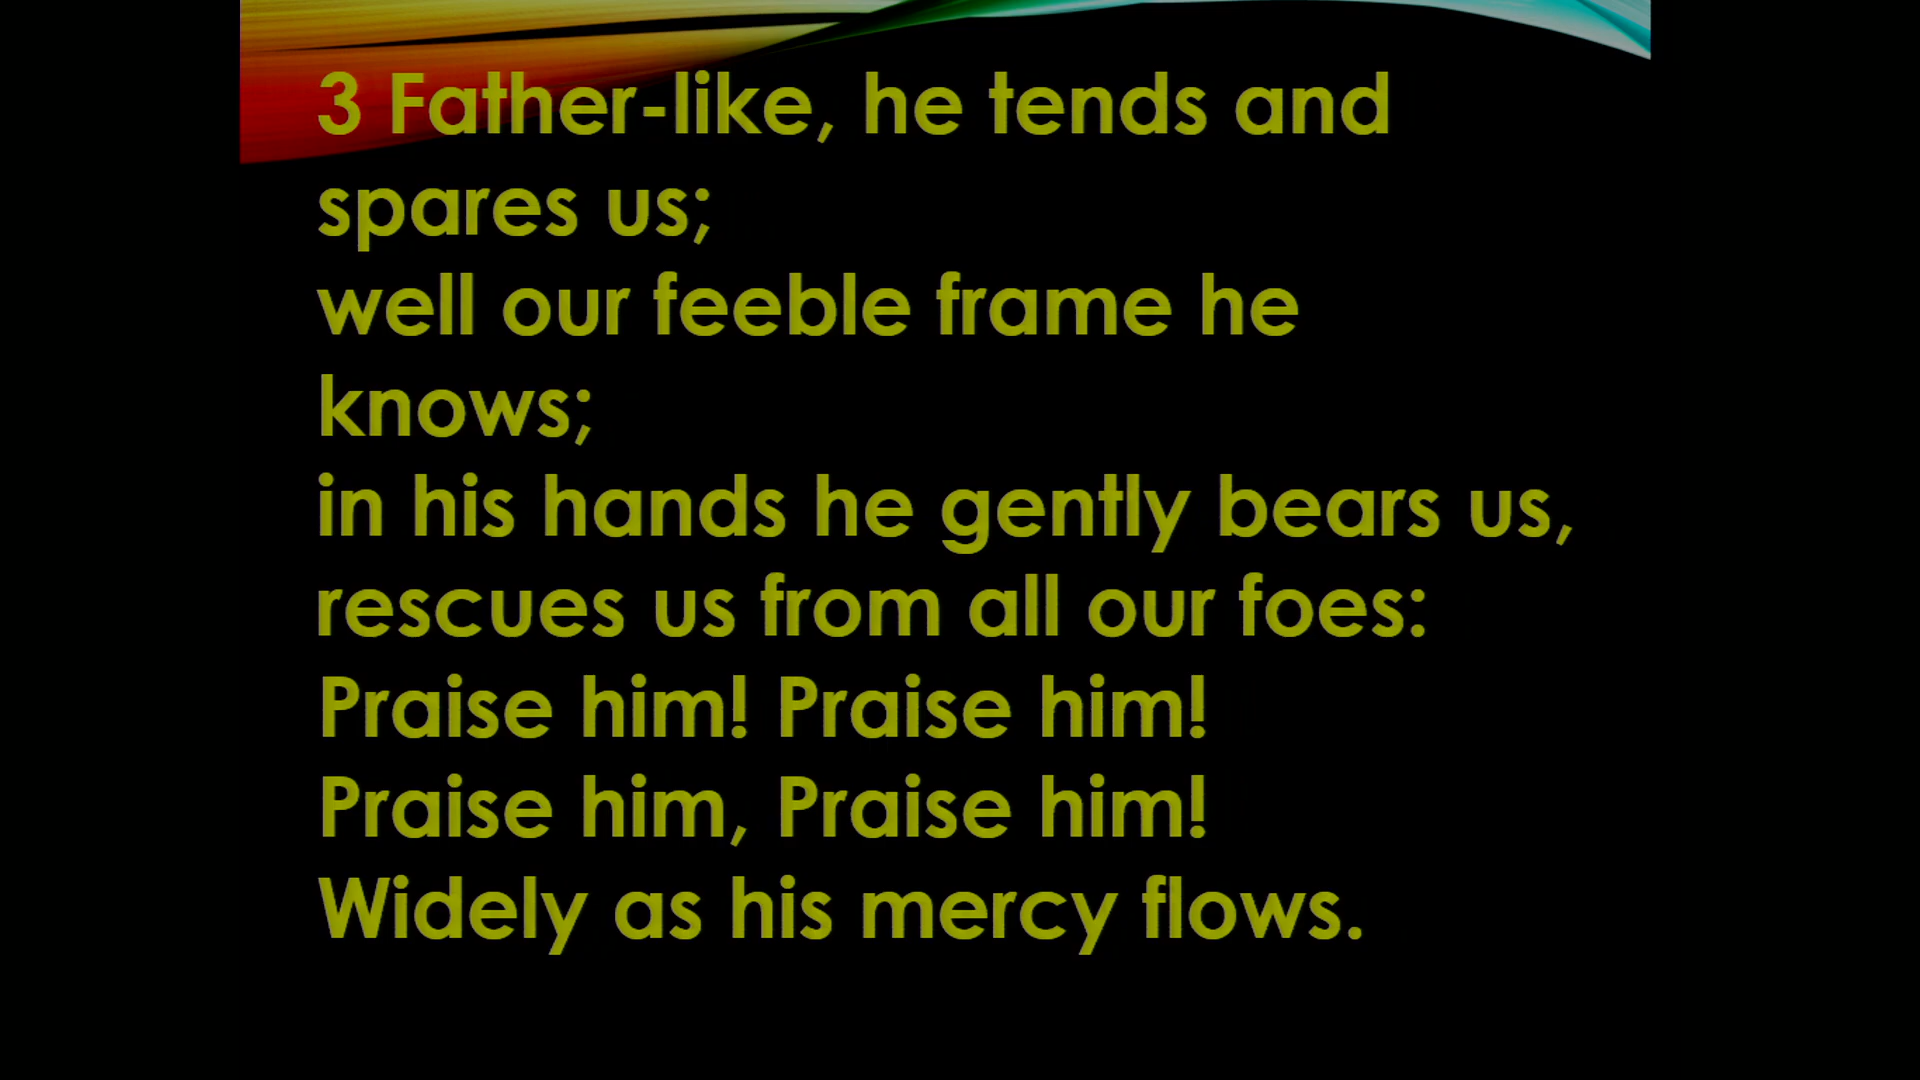 3 Father-like, he tends and
spares us;
well our feeble frame he
knows;
in his hands he gently bears us,
rescues us from all our foes:
Praise him! Praise him!
Praise him, Praise him!
Widely as his mercy flows.